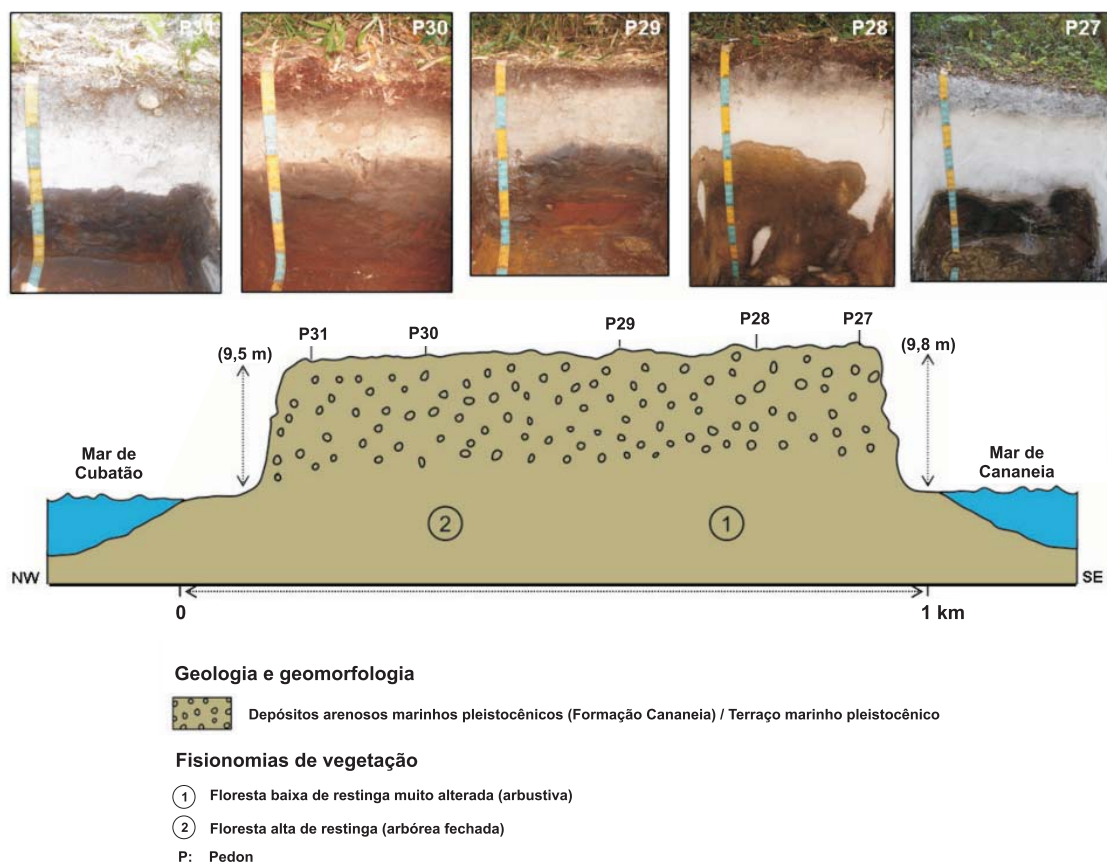 P31
P30
P29
P28
P27
P31
P30
P29
P28
P27
(9,5 m)
(9,8 m)
Mar de
Cubatão
Mar de
Cananeia
2
1
NW
SE
0
1 km
Geologia e geomorfologia
Depósitos arenosos marinhos pleistocênicos (Formação Cananeia) / Terraço marinho pleistocênico
Fisionomias de vegetação
1 Floresta baixa de restinga muito alterada (arbustiva)
2 Floresta alta de restinga (arbórea fechada)
P: Pedon